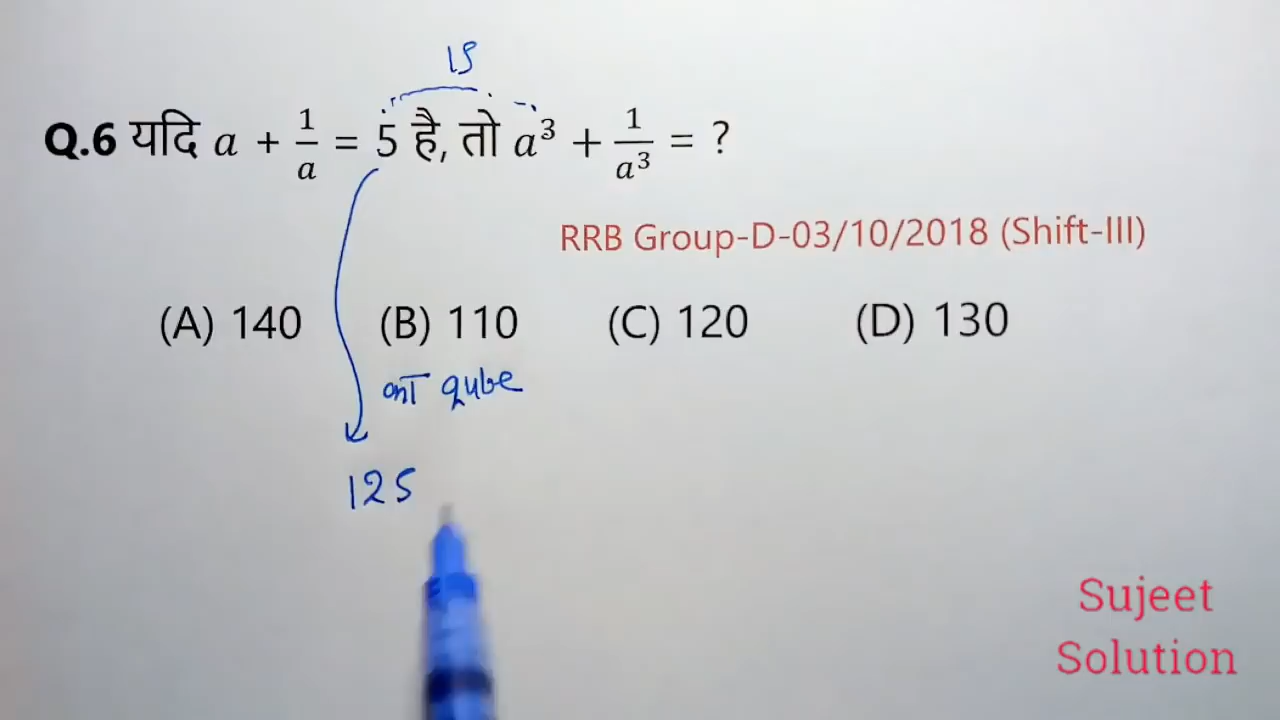 15
Q.6 यदि a + 1/a = 5 है, तो a³ + 1/a³ = ?
RRB Group-D-03/10/2018 (Shift-III)
(A) 140 (B) 110 (C) 120 (D) 130
का qube
125
Sujeet
Solution